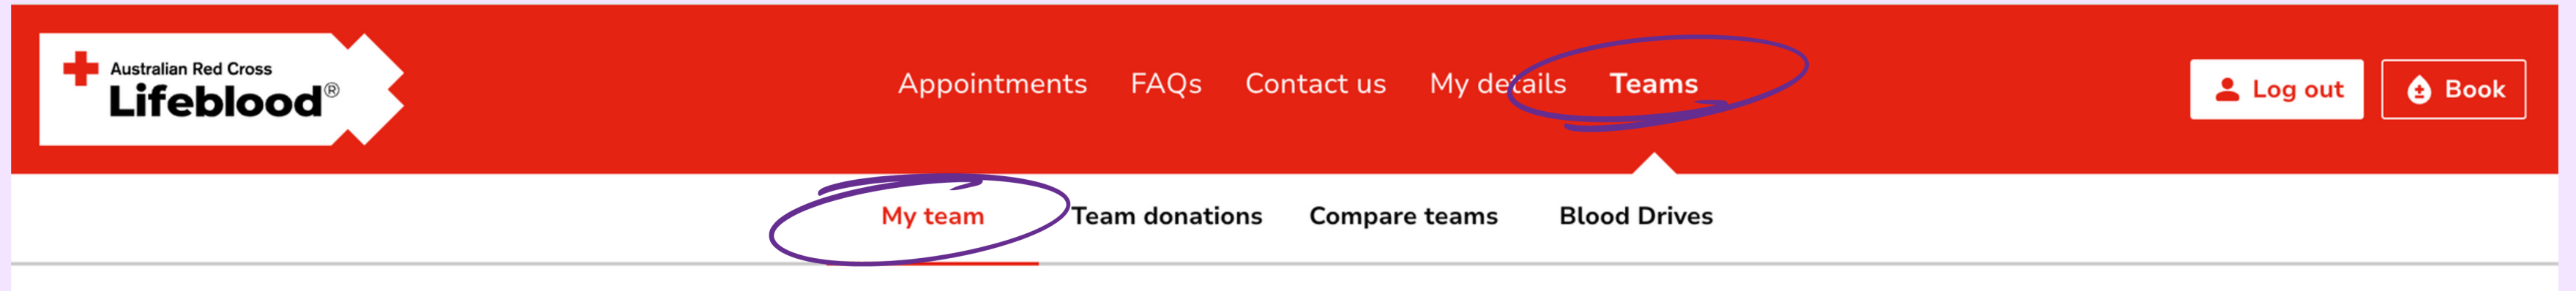 Australian Red Cross
Lifeblood®
Appointments FAQs Contact us My details Teams
Log out Book
My team Team donations Compare teams Blood Drives